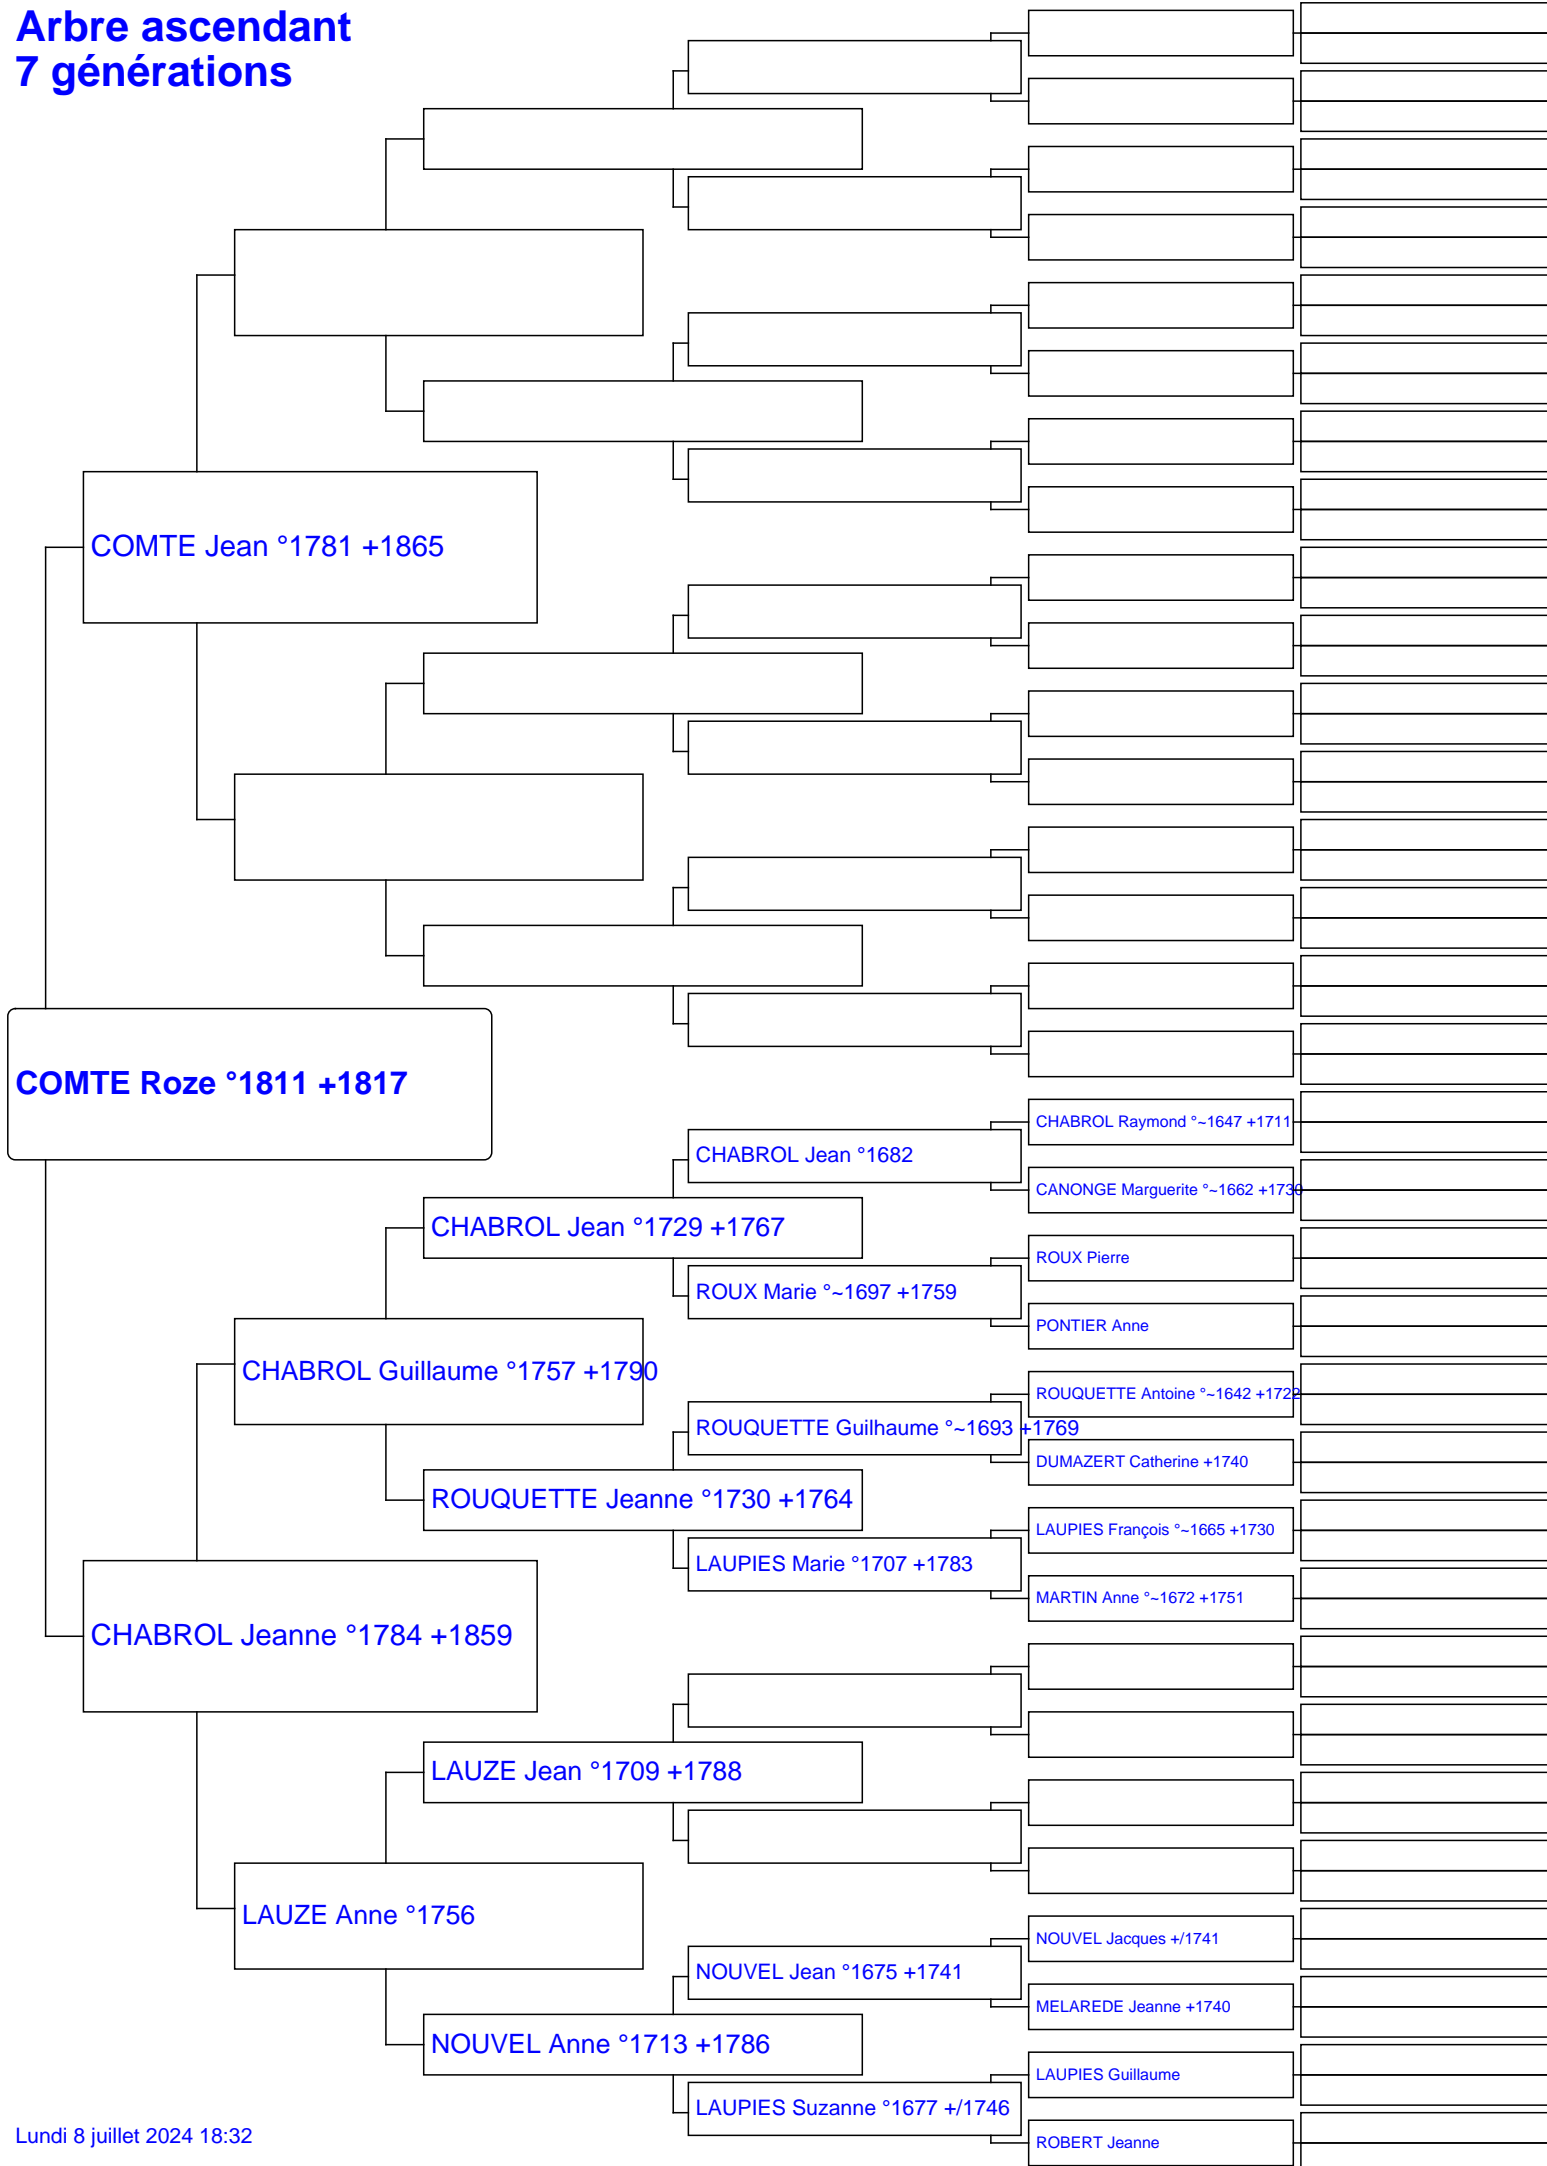 Arbre ascendant
7 générations
COMTE Jean °1781 +1865
COMTE Roze °1811 +1817
CHABROL Raymond °~1647 +1711
CHABROL Jean °1682
CANONGE Marguerite °~1662 +1730
CHABROL Jean °1729 +1767
ROUX Pierre
ROUX Marie °~1697 +1759
PONTIER Anne
CHABROL Guillaume °1757 +1790
ROUQUETTE Antoine °~1642 +1722
ROUQUETTE Guilhaume °~1693 +1769
DUMAZERT Catherine +1740
ROUQUETTE Jeanne °1730 +1764
LAUPIES François °~1665 +1730
LAUPIES Marie °1707 +1783
MARTIN Anne °~1672 +1751
CHABROL Jeanne °1784 +1859
LAUZE Jean °1709 +1788
LAUZE Anne °1756
NOUVEL Jacques +/1741
NOUVEL Jean °1675 +1741
MELAREDE Jeanne +1740
NOUVEL Anne °1713 +1786
LAUPIES Guillaume
LAUPIES Suzanne °1677 +/1746
ROBERT Jeanne
Lundi 8 juillet 2024 18:32